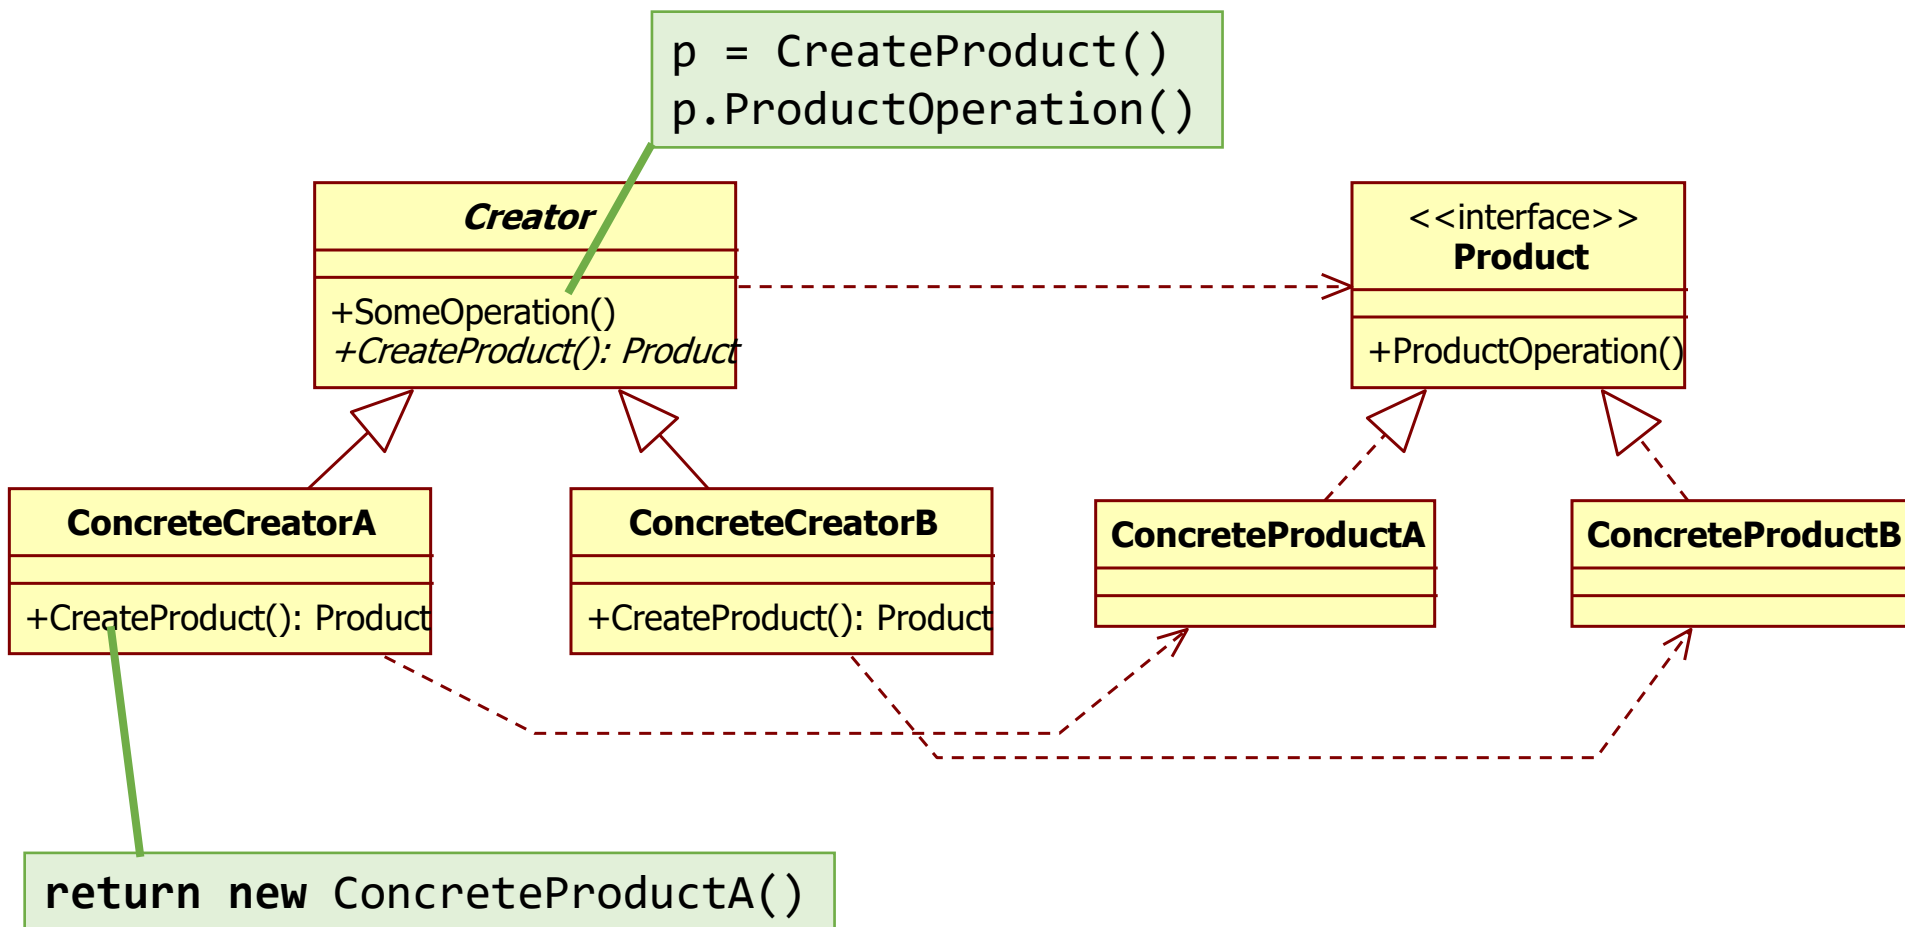 p = CreateProduct()
p.ProductOperation()
Creator
+SomeOperation()
+CreateProduct(): Product
<<interface>>
Product
+ProductOperation()
ConcreteCreatorA
+CreateProduct(): Product
ConcreteCreatorB
+CreateProduct(): Product
ConcreteProductA
ConcreteProductB
return new ConcreteProductA()